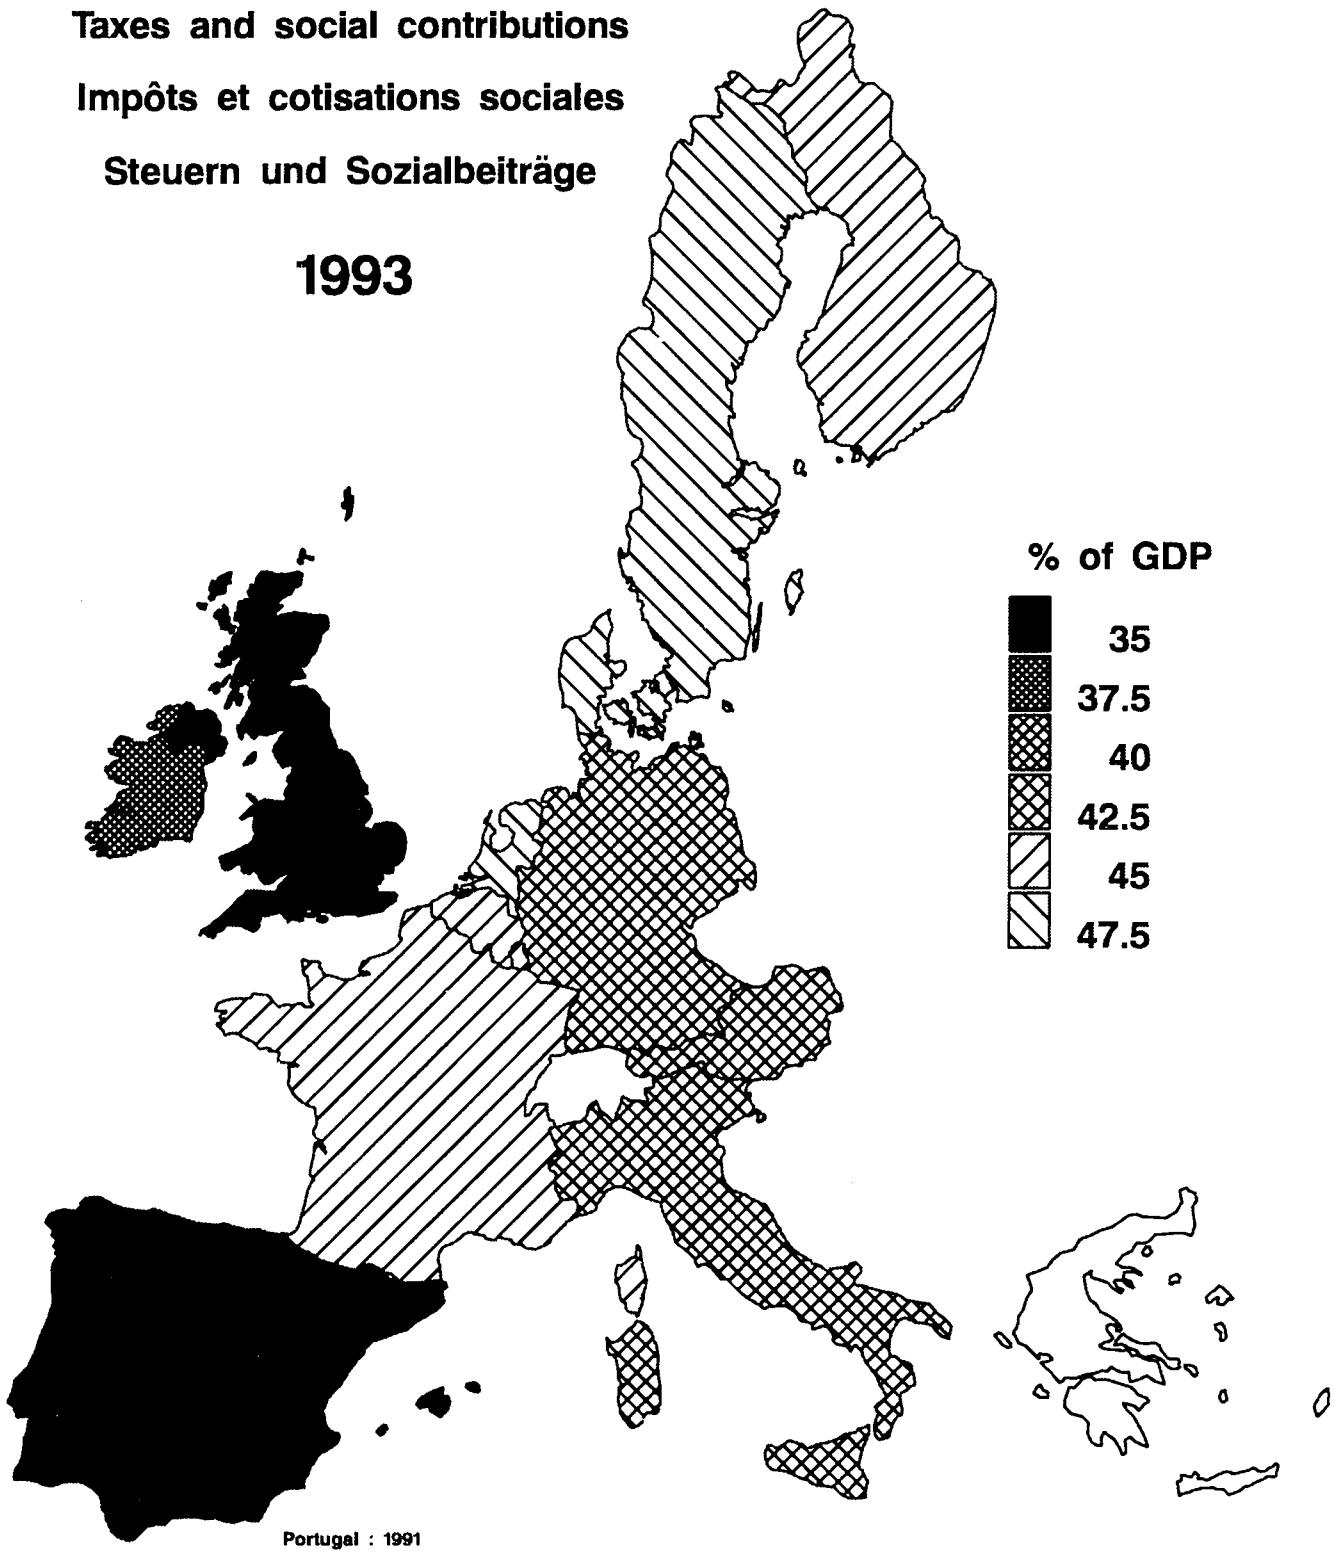 Taxes and social contributions
Impôts et cotisations sociales
Steuern und Sozialbeiträge
1993
% of GDP
35
37.5
40
42.5
45
47.5
Portugal : 1991